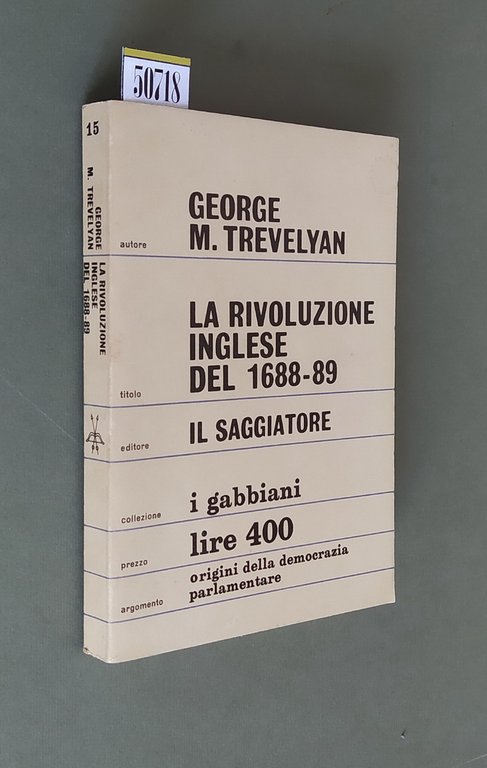 50718
15
GEORGE
M. TREVELYAN
LA RIVOLUZIONE
INGLESE
DEL 1688-89
autore
GEORGE
M. TREVELYAN
titolo
LA RIVOLUZIONE
INGLESE
DEL 1688-89
editore
IL SAGGIATORE
collezione
i gabbiani
prezzo
lire 400
argomento
origini della democrazia
parlamentare